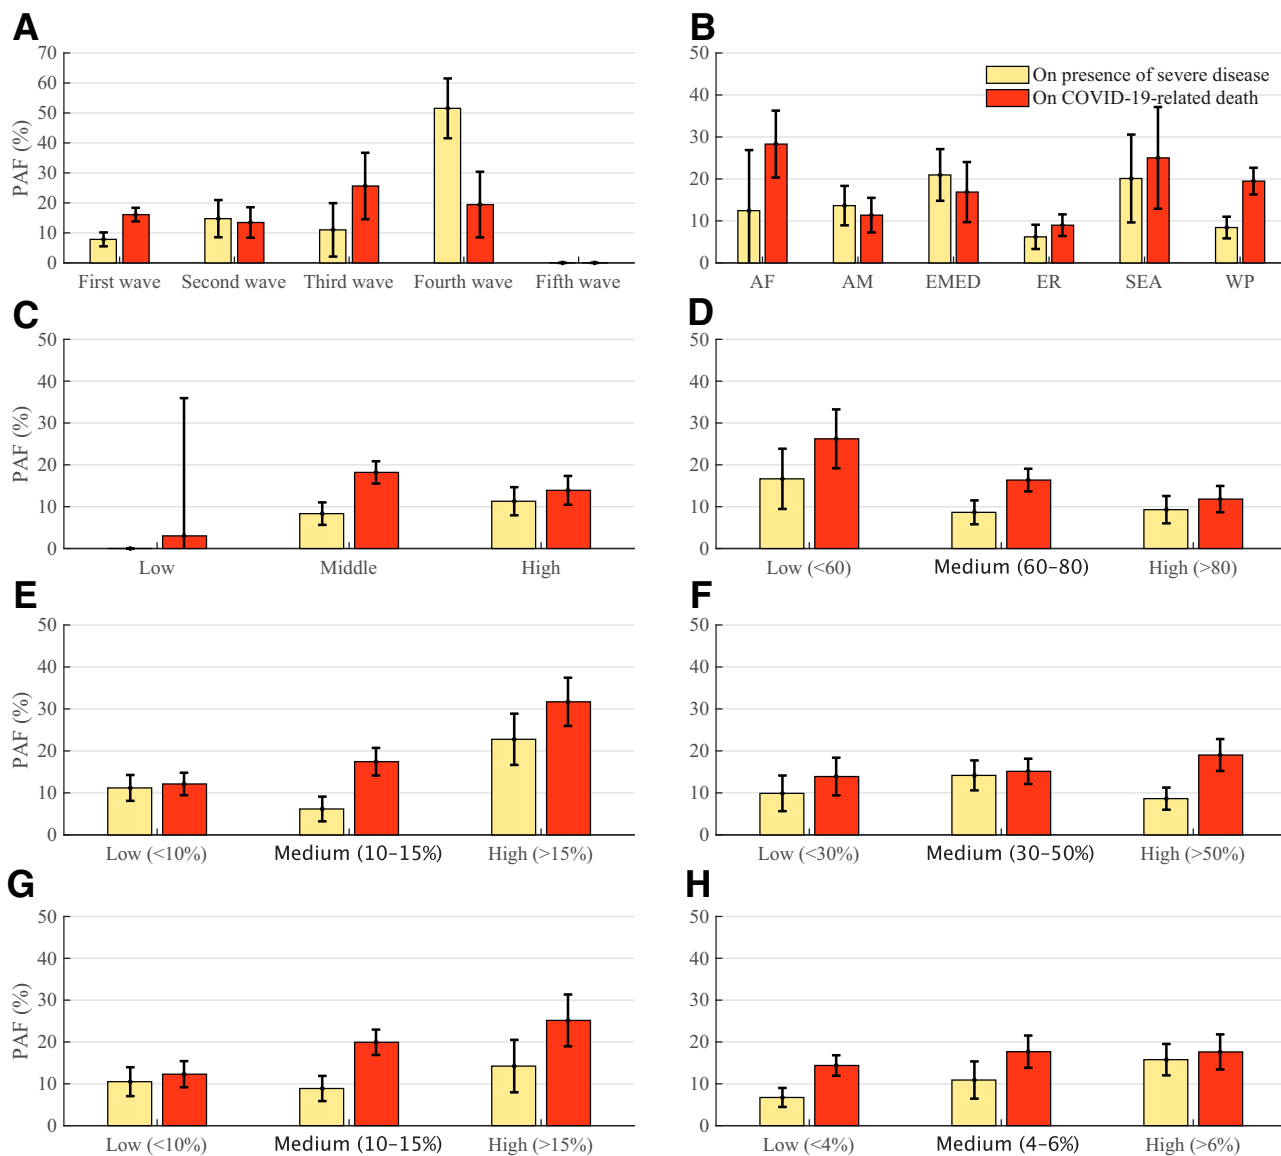 A
B
70
60
50
40
30
20
10
0
PAF (%)
First wave Second wave Third wave Fourth wave Fifth wave
50
40
30
20
10
0
On presence of severe disease
On COVID-19-related death
AF AM EMED ER SEA WP
C
D
50
40
30
20
10
0
PAF (%)
Low Middle High
50
40
30
20
10
0
Low (<60) Medium (60–80) High (>80)
E
F
50
40
30
20
10
0
PAF (%)
Low (<10%) Medium (10–15%) High (>15%)
50
40
30
20
10
0
Low (<30%) Medium (30–50%) High (>50%)
G
H
50
40
30
20
10
0
PAF (%)
Low (<10%) Medium (10–15%) High (>15%)
50
40
30
20
10
0
Low (<4%) Medium (4–6%) High (>6%)